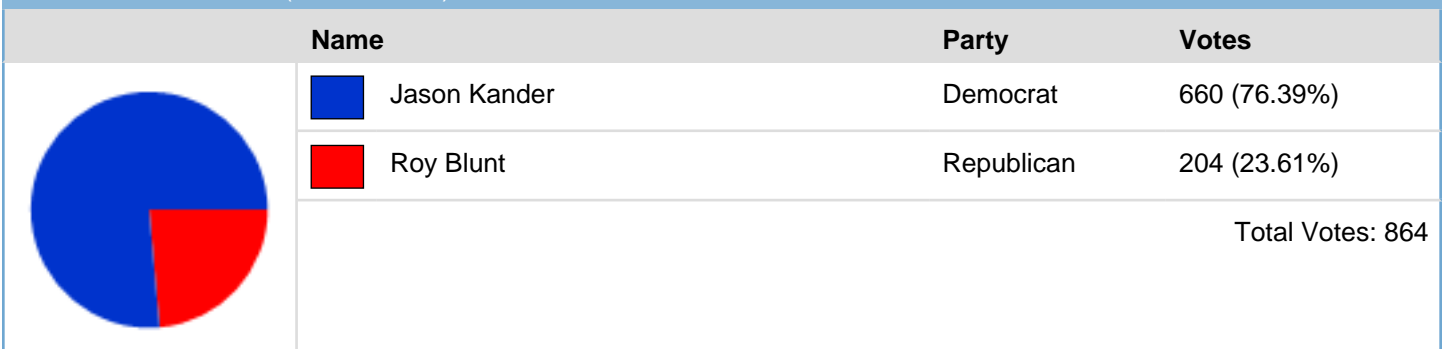 Name Party Votes
Jason Kander Democrat 660 (76.39%)
Roy Blunt Republican 204 (23.61%)
Total Votes: 864